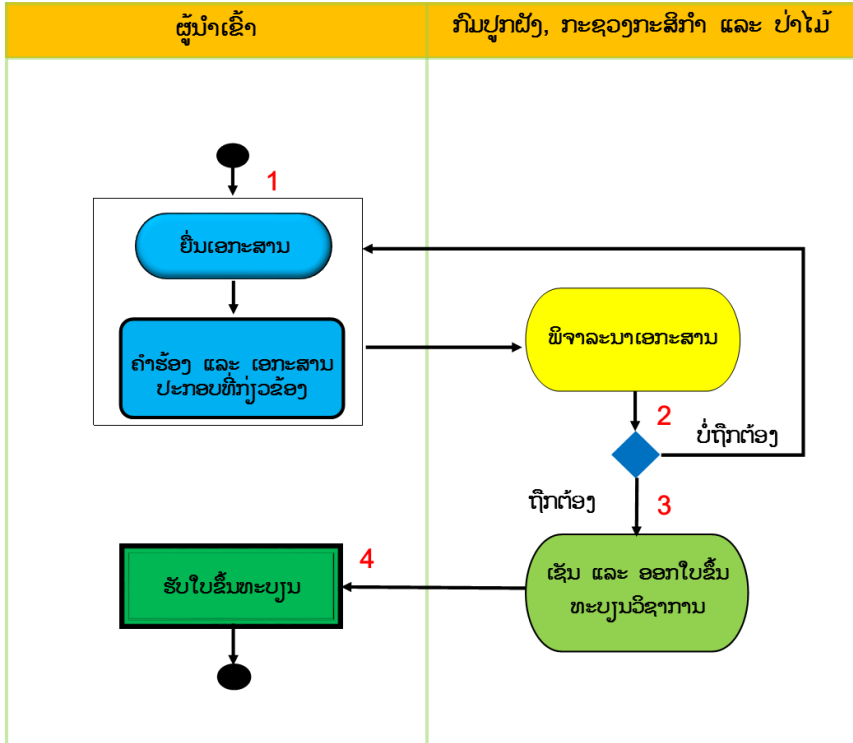 ຜູ້ນໍາເຂົ້າ
ກົມປູກຝັງ, ກະຊວງກະສິກໍາ ແລະ ປ່າໄມ້
1
ຍື່ນເອກະສານ
ຄໍາຮ້ອງ ແລະ ເອກະສານ
ປະກອບທີ່ກ່ຽວຂ້ອງ
ພິຈາລະນາເອກະສານ
2
ບໍ່ຖືກຕ້ອງ
ຖືກຕ້ອງ
3
ເຊັນ ແລະ ອອກໃບຂຶ້ນ
ທະບຽນວິຊາການ
4
ຮັບໃບຂຶ້ນທະບຽນ